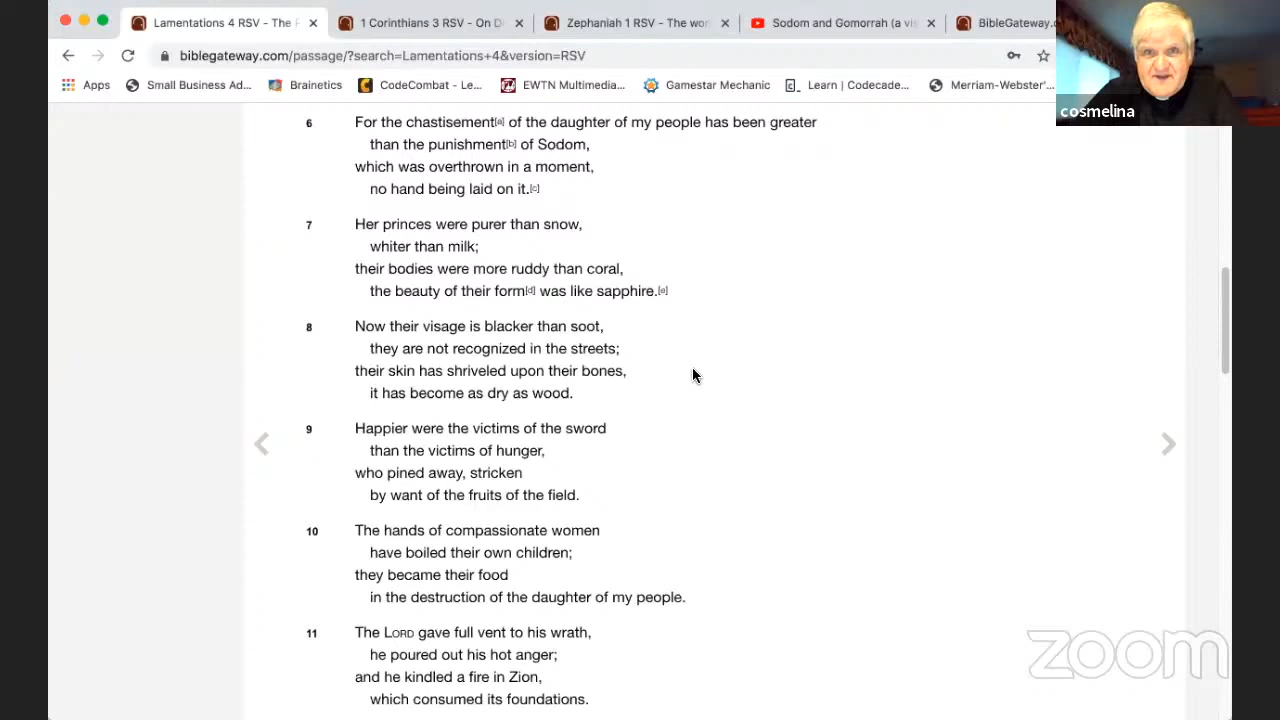 Lamentations 4 RSV - The P
1 Corinthians 3 RSV - On D
Zephaniah 1 RSV - The wor
Sodom and Gomorrah (a vis
BibleGateway.c
biblegateway.com/passage/?search=Lamentations+4&version=RSV
Apps
Small Business Ad...
Brainetics
CodeCombat - Le...
EWTN Multimedia...
Gamestar Mechanic
Learn | Codecade...
Merriam-Webster'...
cosmelina
6 For the chastisement[a] of the daughter of my people has been greater
than the punishment[b] of Sodom,
which was overthrown in a moment,
no hand being laid on it.[c]
7 Her princes were purer than snow,
whiter than milk;
their bodies were more ruddy than coral,
the beauty of their form[d] was like sapphire.[e]
8 Now their visage is blacker than soot,
they are not recognized in the streets;
their skin has shriveled upon their bones,
it has become as dry as wood.
9 Happier were the victims of the sword
than the victims of hunger,
who pined away, stricken
by want of the fruits of the field.
10 The hands of compassionate women
have boiled their own children;
they became their food
in the destruction of the daughter of my people.
11 The LORD gave full vent to his wrath,
he poured out his hot anger;
and he kindled a fire in Zion,
which consumed its foundations.
zoom